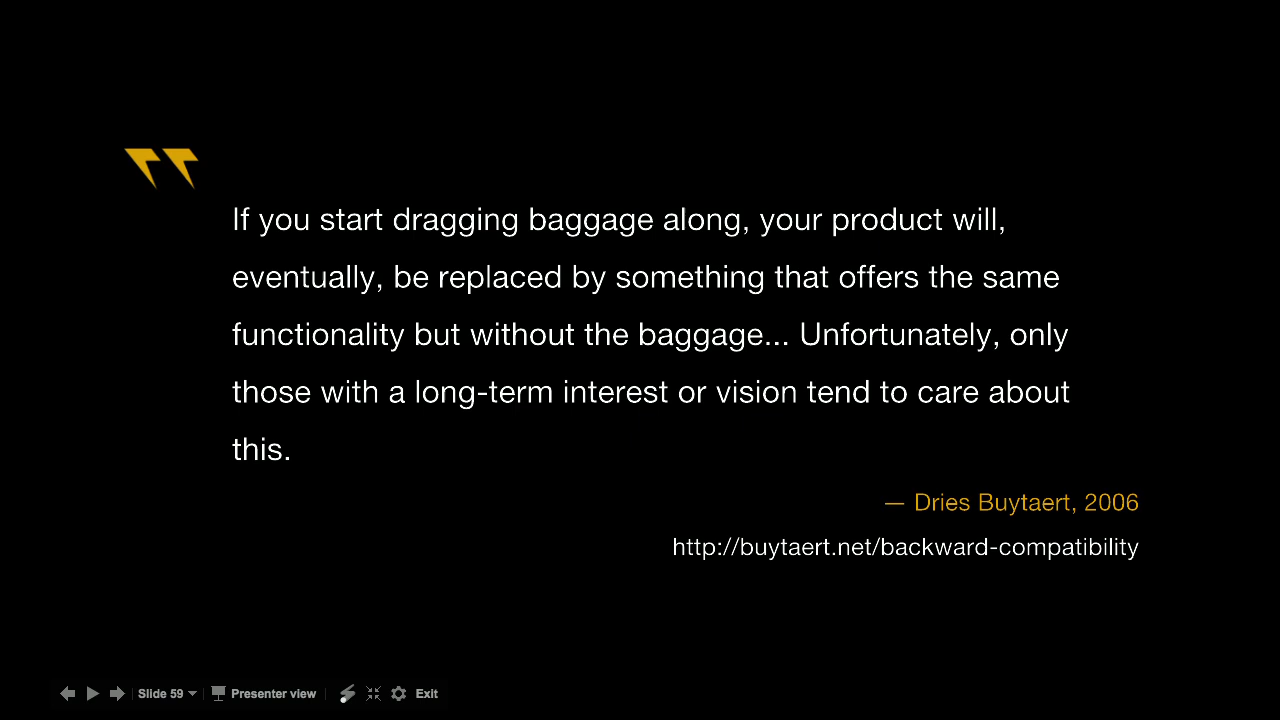 If you start dragging baggage along, your product will,
eventually, be replaced by something that offers the same
functionality but without the baggage... Unfortunately, only
those with a long-term interest or vision tend to care about
this.
— Dries Buytaert, 2006
http://buytaert.net/backward-compatibility
Slide 59 Presenter view Exit